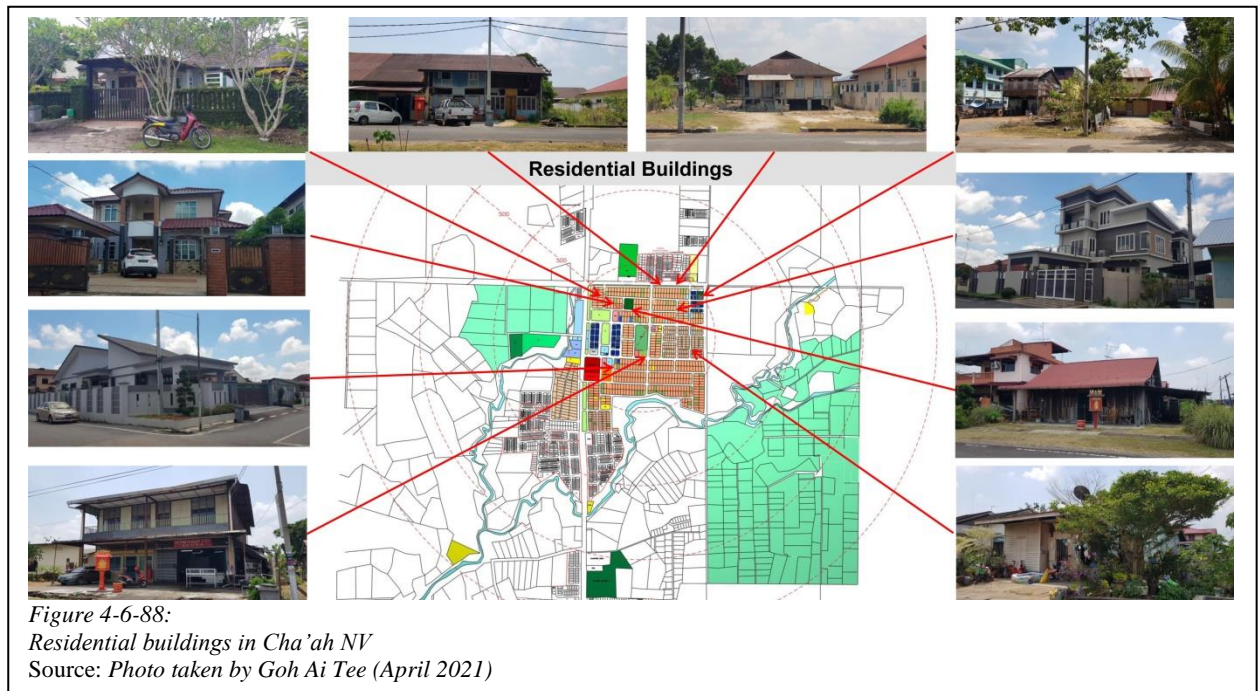 Residential Buildings
500
500
Figure 4-6-88:
Residential buildings in Cha’ah NV
Source: Photo taken by Goh Ai Tee (April 2021)